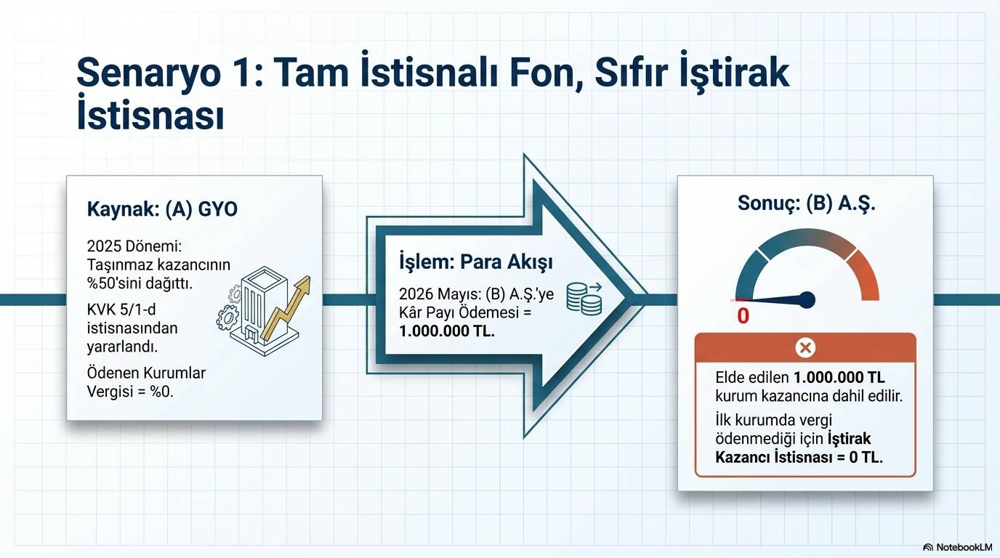 Senaryo 1: Tam İstisnalı Fon, Sıfır İştirak
İstisnası
Kaynak: (A) GYO
2025 Dönemi:
Taşınmaz kazancının
%50'sini dağıttı.
KVK 5/1-d
istisnasından
yararlandı.
Ödenen Kurumlar
Vergisi = %0.
İşlem: Para Akışı
2026 Mayıs: (B) A.Ş.'ye
Kâr Payı Ödemesi =
1.000.000 TL.
Sonuç: (B) A.Ş.
0
Elde edilen 1.000.000 TL
kurum kazancına dahil edilir.
İlk kurumda vergi
ödenmediği için İştirak
Kazancı İstisnası = 0 TL.
NotebookLM